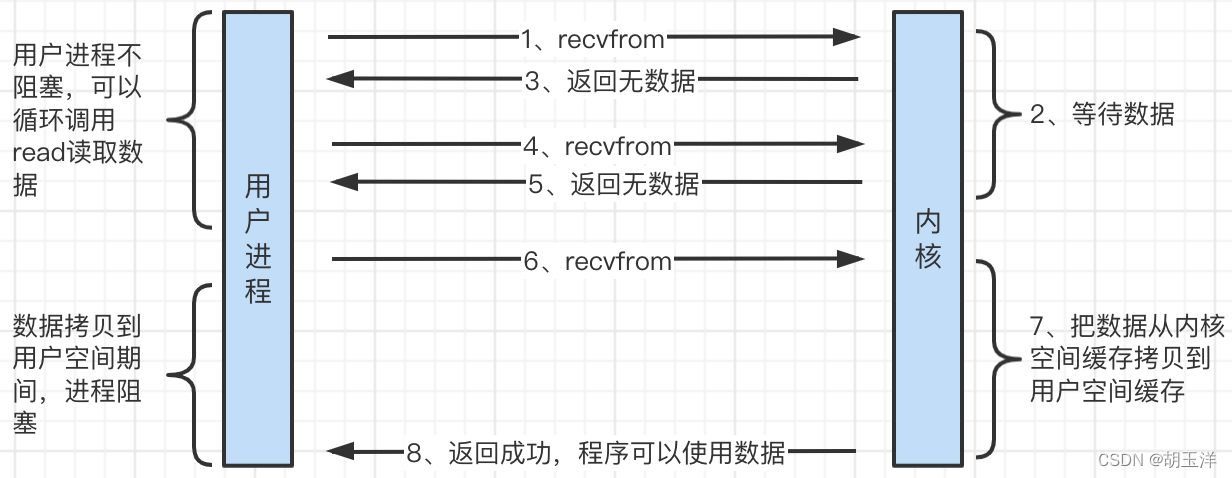 用户进程不
阻塞，可以
循环调用
read读取数
据
数据拷贝到
用户空间期
间，进程阻
塞
用
户
进
程
1、recvfrom
3、返回无数据
4、recvfrom
5、返回无数据
6、recvfrom
8、返回成功，程序可以使用数据
内
核
2、等待数据
7、把数据从内核
空间缓存拷贝到
用户空间缓存
CSDN @胡玉洋